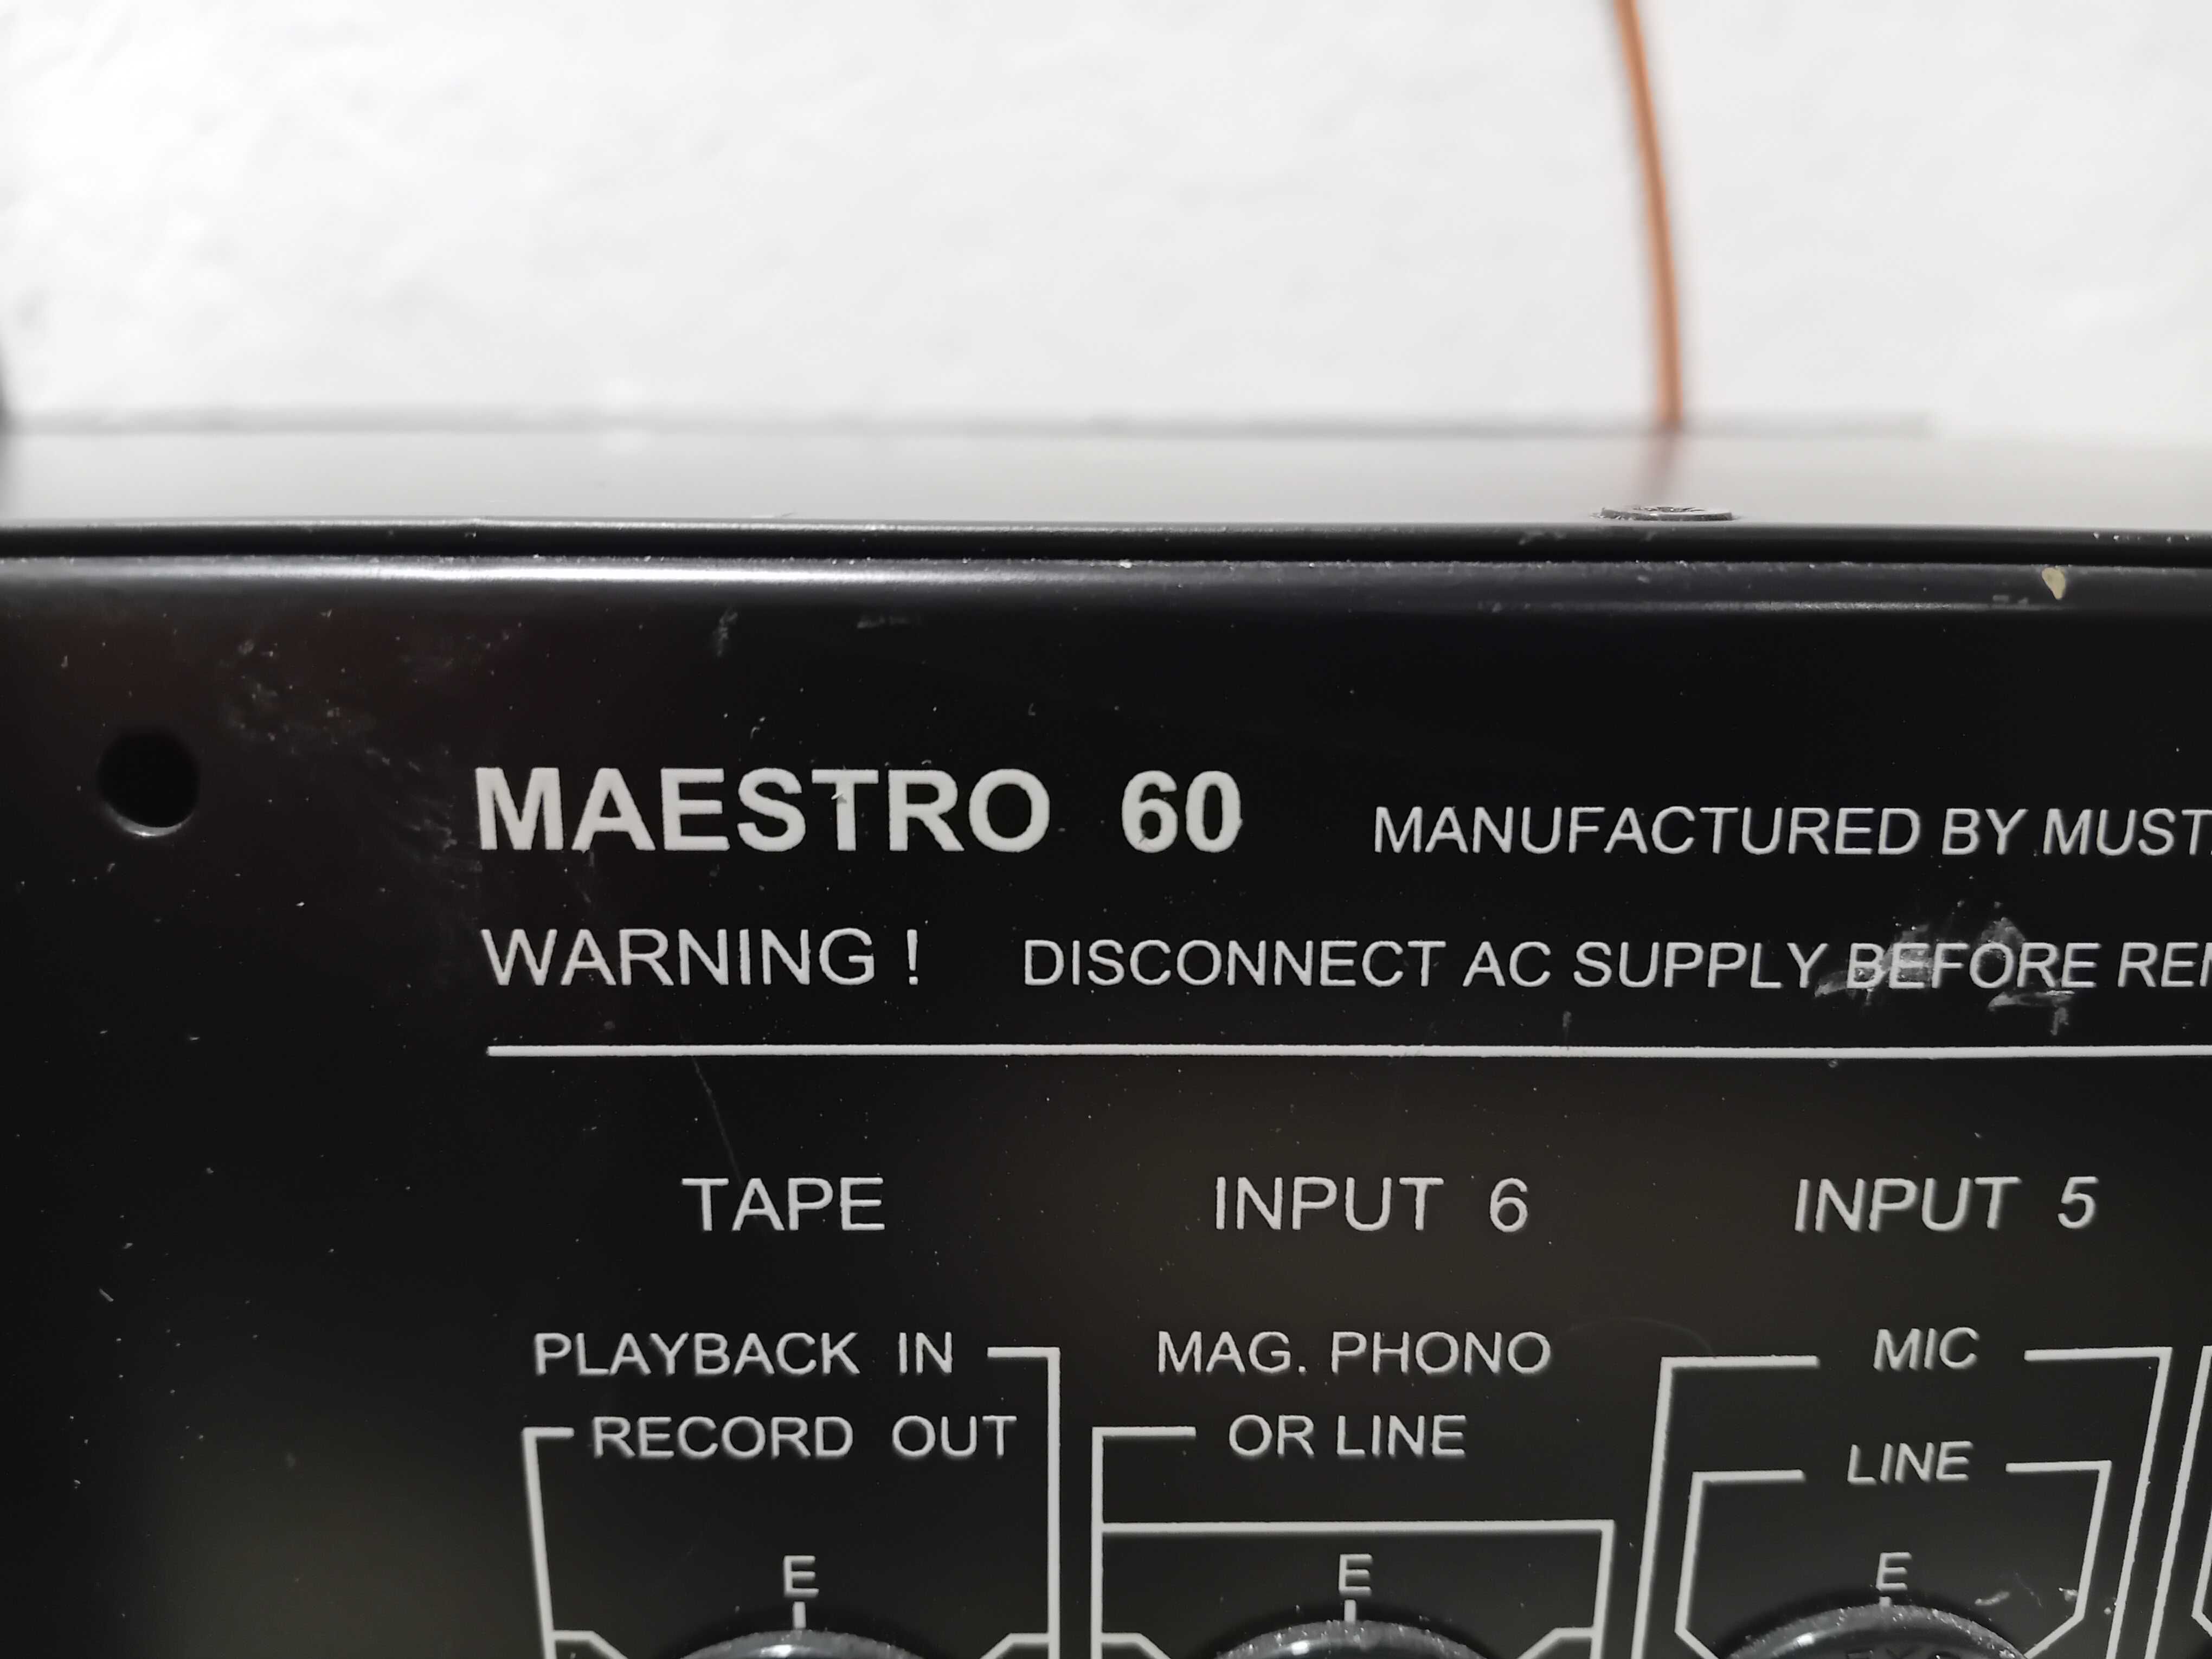 MAESTRO 60 MANUFACTURED BY MUST
WARNING ! DISCONNECT AC SUPPLY BEFORE REM
TAPE INPUT 6 INPUT 5
PLAYBACK IN MAG. PHONO MIC
RECORD OUT OR LINE LINE
E E E